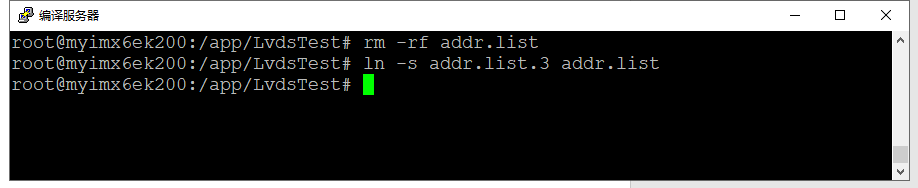 编译服务器
root@myimx6ek200:/app/LvdsTest# rm -rf addr.list
root@myimx6ek200:/app/LvdsTest# ln -s addr.list.3 addr.list
root@myimx6ek200:/app/LvdsTest#